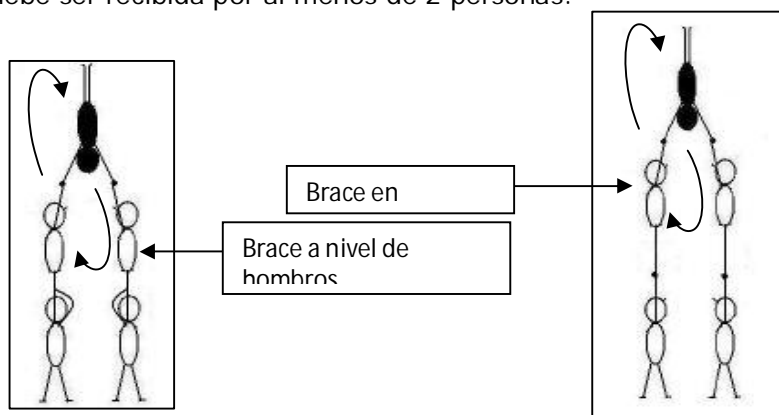 debe ser recibida por al menos de 2 personas.
Brace en
Brace a nivel de
hombros